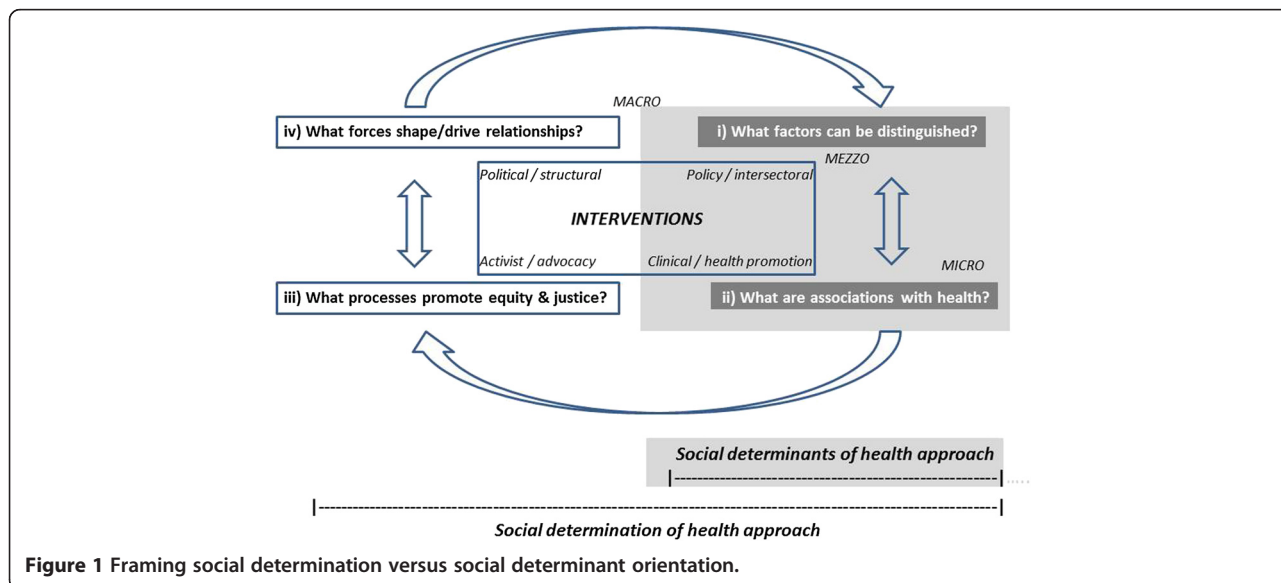 MACRO
iv) What forces shape/drive relationships?
i) What factors can be distinguished?
MEZZO
Political / structural
Policy / intersectoral
INTERVENTIONS
Activist / advocacy
Clinical / health promotion
MICRO
iii) What processes promote equity & justice?
ii) What are associations with health?
Social determinants of health approach
Social determination of health approach
Figure 1 Framing social determination versus social determinant orientation.